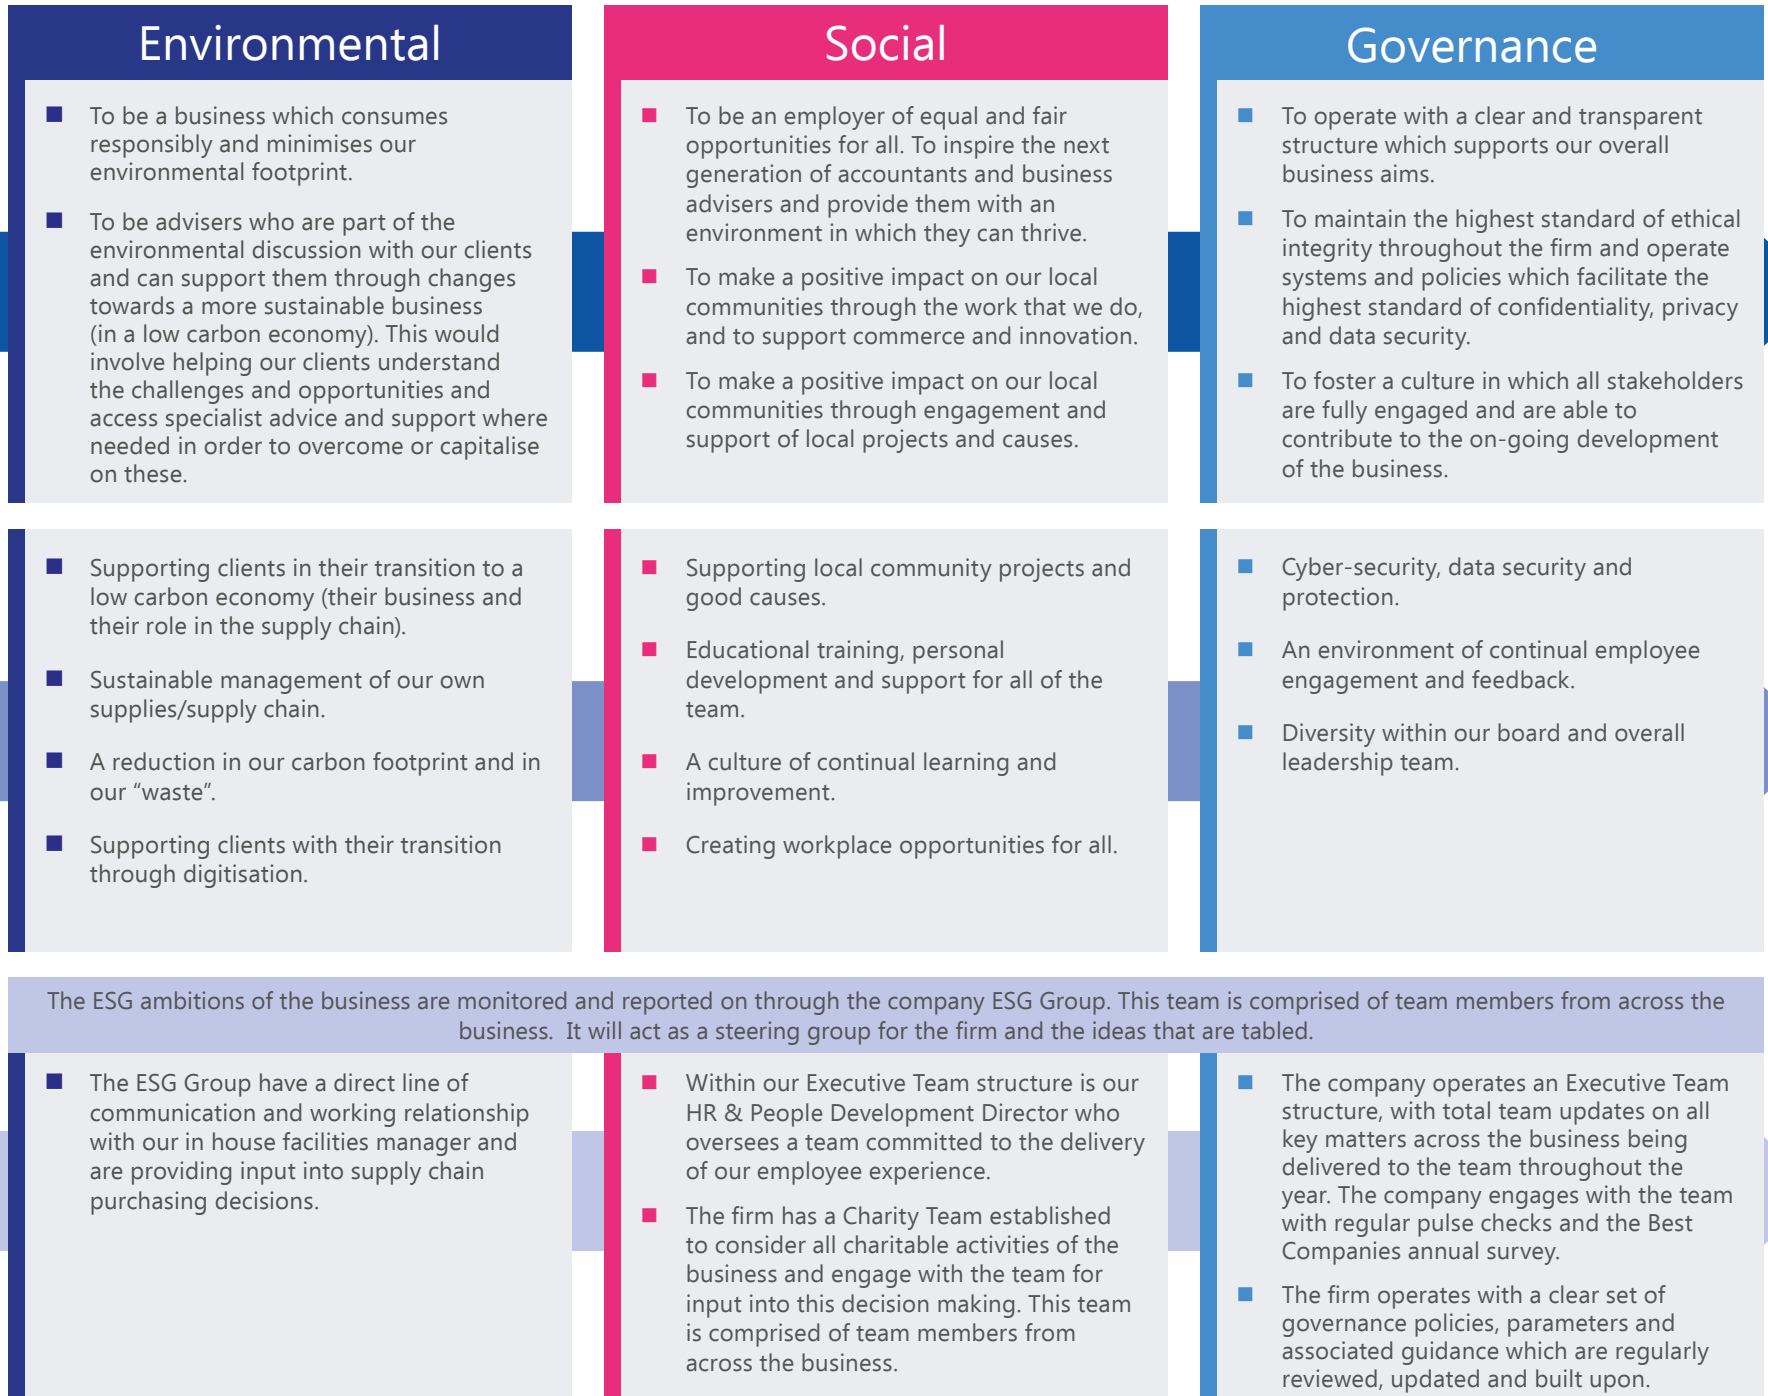 Environmental
To be a business which consumes
responsibly and minimises our
environmental footprint.
To be advisers who are part of the
environmental discussion with our clients
and can support them through changes
towards a more sustainable business
(in a low carbon economy). This would
involve helping our clients understand
the challenges and opportunities and
access specialist advice and support where
needed in order to overcome or capitalise
on these.
Social
To be an employer of equal and fair
opportunities for all. To inspire the next
generation of accountants and business
advisers and provide them with an
environment in which they can thrive.
To make a positive impact on our local
communities through the work that we do,
and to support commerce and innovation.
To make a positive impact on our local
communities through engagement and
support of local projects and causes.
Governance
To operate with a clear and transparent
structure which supports our overall
business aims.
To maintain the highest standard of ethical
integrity throughout the firm and operate
systems and policies which facilitate the
highest standard of confidentiality, privacy
and data security.
To foster a culture in which all stakeholders
are fully engaged and are able to
contribute to the on-going development
of the business.
Supporting clients in their transition to a
low carbon economy (their business and
their role in the supply chain).
Sustainable management of our own
supplies/supply chain.
A reduction in our carbon footprint and in
our “waste”.
Supporting clients with their transition
through digitisation.
Supporting local community projects and
good causes.
Educational training, personal
development and support for all of the
team.
A culture of continual learning and
improvement.
Creating workplace opportunities for all.
Cyber-security, data security and
protection.
An environment of continual employee
engagement and feedback.
Diversity within our board and overall
leadership team.
The ESG ambitions of the business are monitored and reported on through the company ESG Group. This team is comprised of team members from across the
business. It will act as a steering group for the firm and the ideas that are tabled.
The ESG Group have a direct line of
communication and working relationship
with our in house facilities manager and
are providing input into supply chain
purchasing decisions.
Within our Executive Team structure is our
HR & People Development Director who
oversees a team committed to the delivery
of our employee experience.
The firm has a Charity Team established
to consider all charitable activities of the
business and engage with the team for
input into this decision making. This team
is comprised of team members from
across the business.
The company operates an Executive Team
structure, with total team updates on all
key matters across the business being
delivered to the team throughout the
year. The company engages with the team
with regular pulse checks and the Best
Companies annual survey.
The firm operates with a clear set of
governance policies, parameters and
associated guidance which are regularly
reviewed, updated and built upon.